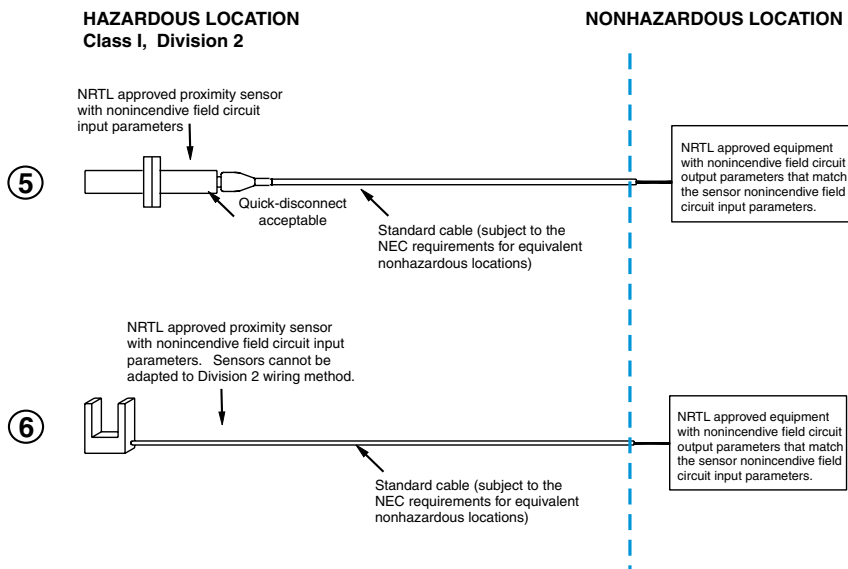 HAZARDOUS LOCATION
Class I, Division 2
NONHAZARDOUS LOCATION
NRTL approved proximity sensor
with nonincendive field circuit
input parameters
5
Quick-disconnect
acceptable
Standard cable (subject to the
NEC requirements for equivalent
nonhazardous locations)
NRTL approved equipment
with nonincendive field circuit
output parameters that match
the sensor nonincendive field
circuit input parameters.
NRTL approved proximity sensor
with nonincendive field circuit input
parameters. Sensors cannot be
adapted to Division 2 wiring method.
6
Standard cable (subject to the
NEC requirements for equivalent
nonhazardous locations)
NRTL approved equipment
with nonincendive field circuit
output parameters that match
the sensor nonincendive field
circuit input parameters.